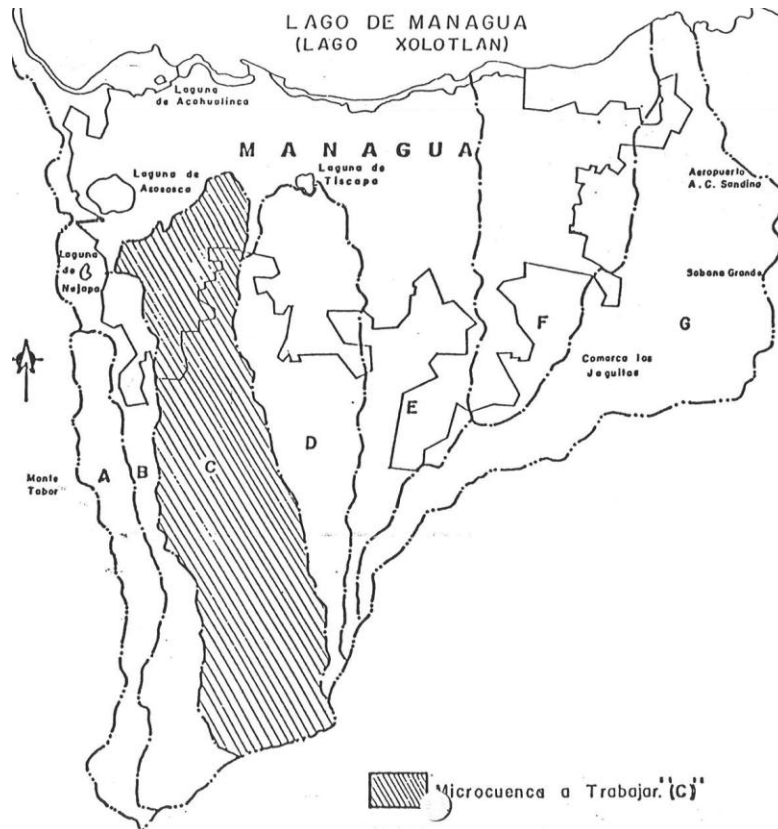 LAGO DE MANAGUA
(LAGO XOLOTLAN)
Laguna
de Acahualinca
MANAGUA
Laguna de
Asososca
Laguna de
Tiscapa
Aeropuerto
A.C. Sandino
Laguna
de
Nejapa
Sabana Grande
F
G
Comarca los
Jaguitas
E
D
Monte
Tabor
A
B
C
Microcuenca a Trabajar. "(C)"